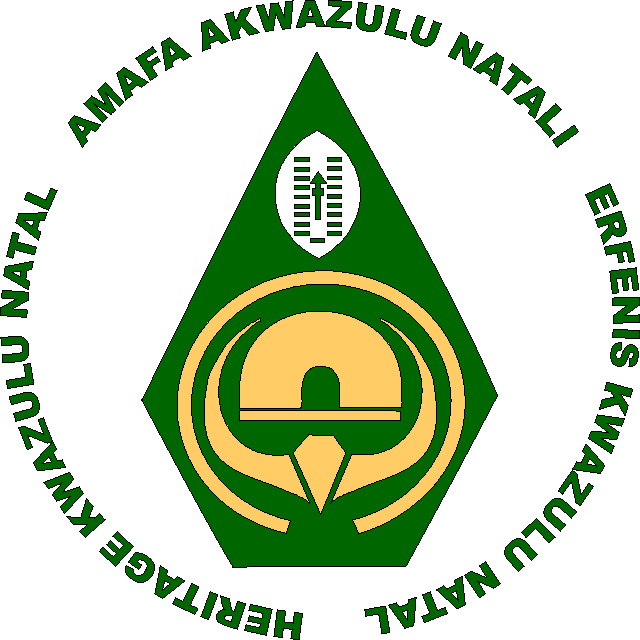 AMAFA AKWAZULU NATALI
ERFENIS KWAZULU NATAL
HERITAGE KWAZULU NATAL